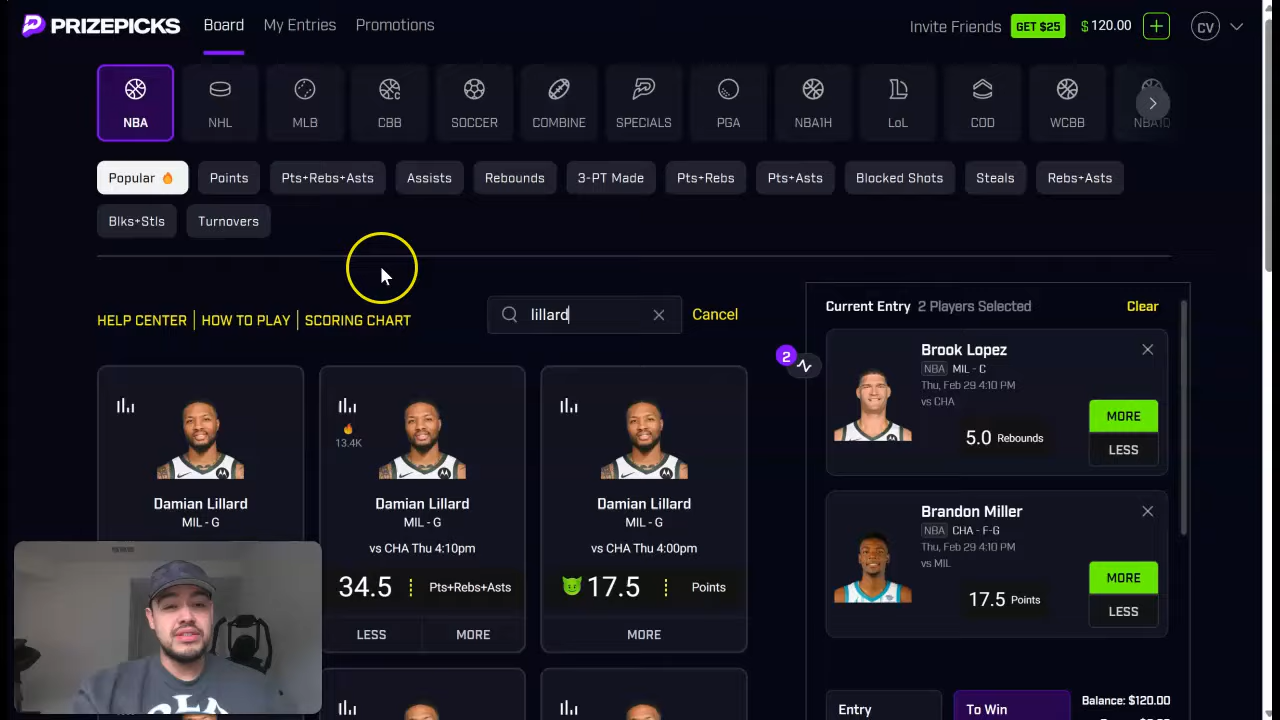 PRIZEPICKS
Board
My Entries
Promotions
Invite Friends
GET $25
$ 120.00
CV
NBA
NHL
MLB
CBB
SOCCER
COMBINE
SPECIALS
PGA
NBA1H
LoL
COD
WCBB
NBA1Q
Popular
Points
Pts+Rebs+Asts
Assists
Rebounds
3-PT Made
Pts+Rebs
Pts+Asts
Blocked Shots
Steals
Rebs+Asts
Blks+Stls
Turnovers
HELP CENTER
HOW TO PLAY
SCORING CHART
lillard
Cancel
Damian Lillard
MIL - G
13.4K
Damian Lillard
MIL - G
vs CHA Thu 4:10pm
34.5
Pts+Rebs+Asts
LESS
MORE
Damian Lillard
MIL - G
vs CHA Thu 4:00pm
17.5
Points
MORE
Current Entry 2 Players Selected
Clear
2
Brook Lopez
NBA MIL - C
Thu, Feb 29 4:10 PM
vs CHA
5.0 Rebounds
MORE
LESS
Brandon Miller
NBA CHA - F-G
Thu, Feb 29 4:10 PM
vs MIL
17.5 Points
MORE
LESS
Entry
To Win
Balance: $120.00